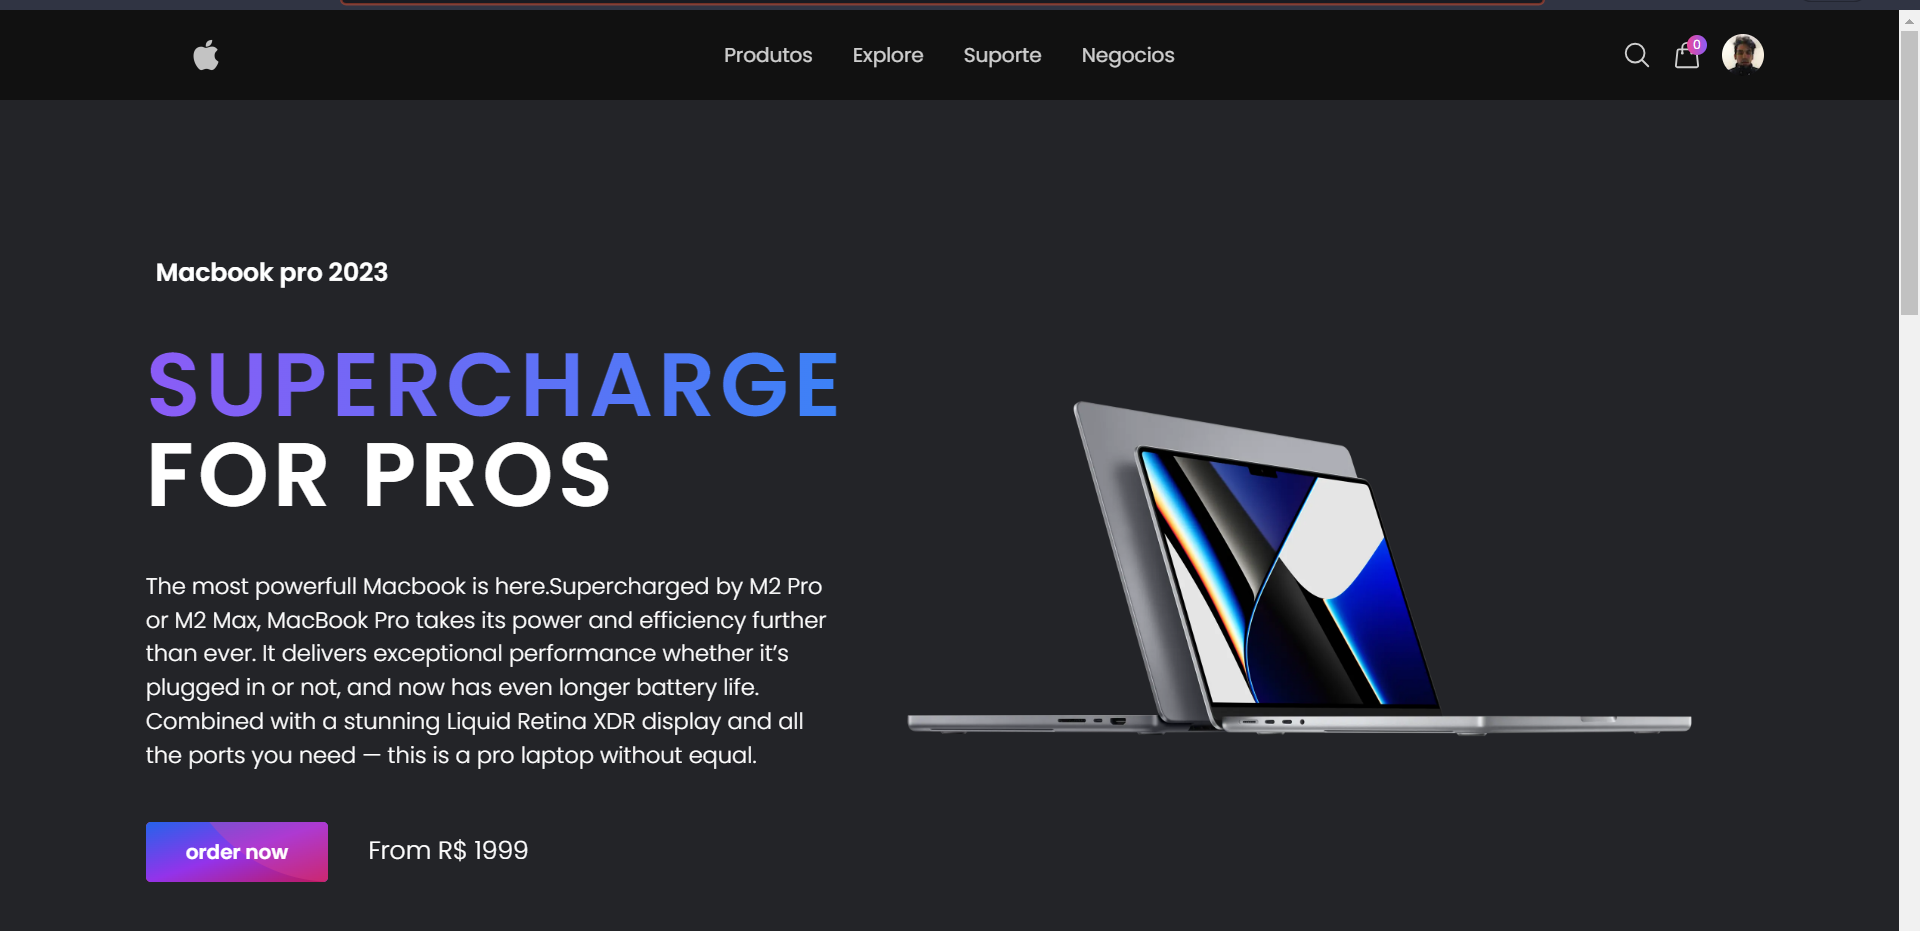 Produtos Explore Suporte Negocios
0
Macbook pro 2023
SUPERCHARGE
FOR PROS
The most powerfull Macbook is here.Supercharged by M2 Pro
or M2 Max, MacBook Pro takes its power and efficiency further
than ever. It delivers exceptional performance whether it’s
plugged in or not, and now has even longer battery life.
Combined with a stunning Liquid Retina XDR display and all
the ports you need — this is a pro laptop without equal.
order now
From R$ 1999